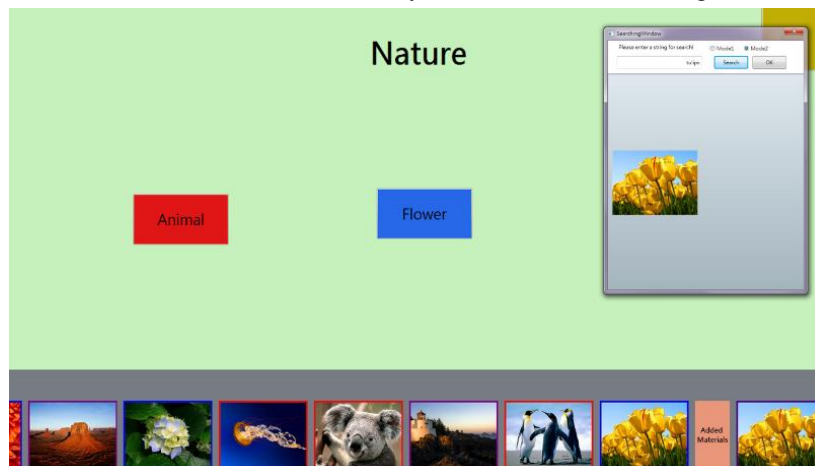 Nature
SearchingWindow
Please enter a string for search! Mode1 Mode2
tulips Search OK
Animal
Flower
Added
Materials